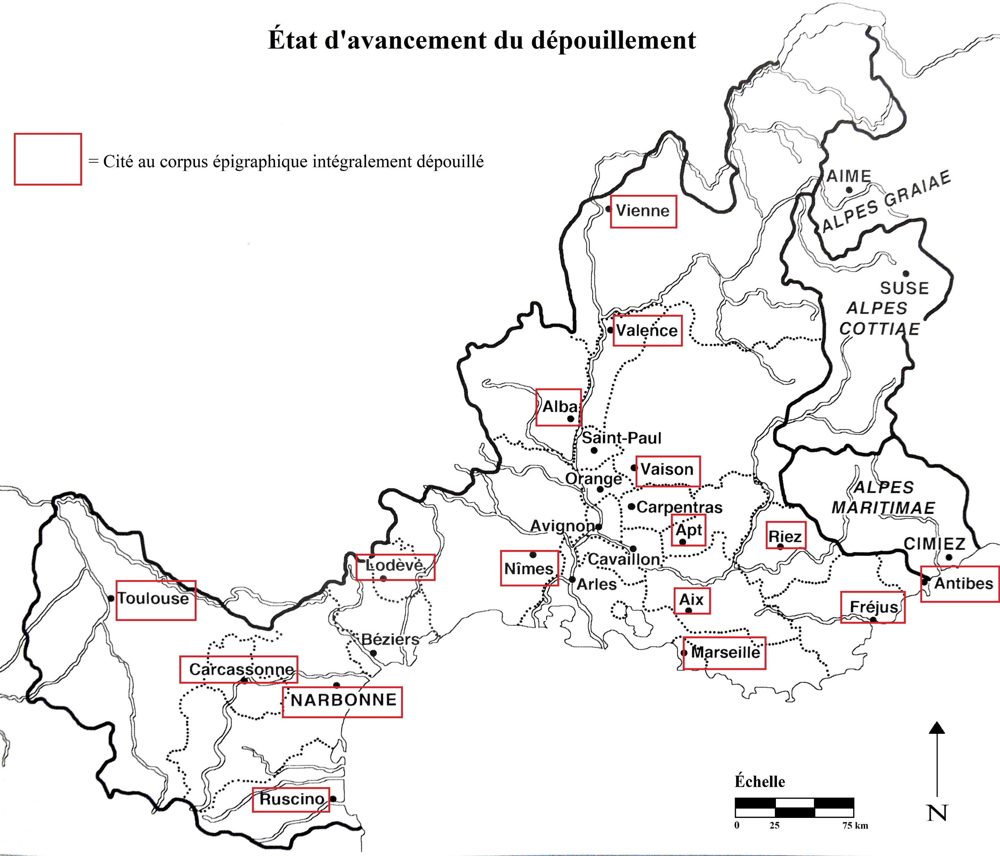 État d'avancement du dépouillement
= Cité au corpus épigraphique intégralement dépouillé
AIME
ALPES GRAIAE
Vienne
SUSE
ALPES
COTTIAE
Valence
Alba
Saint-Paul
Vaison
Orange
ALPES
MARITIMAE
Carpentras
Avignon
Apt
Riez
CIMIEZ
Lodève
Nîmes
Cavaillon
Arles
Antibes
Toulouse
Aix
Fréjus
Béziers
Marseille
Carcassonne
NARBONNE
Échelle
Ruscino
N
0 25 75 km